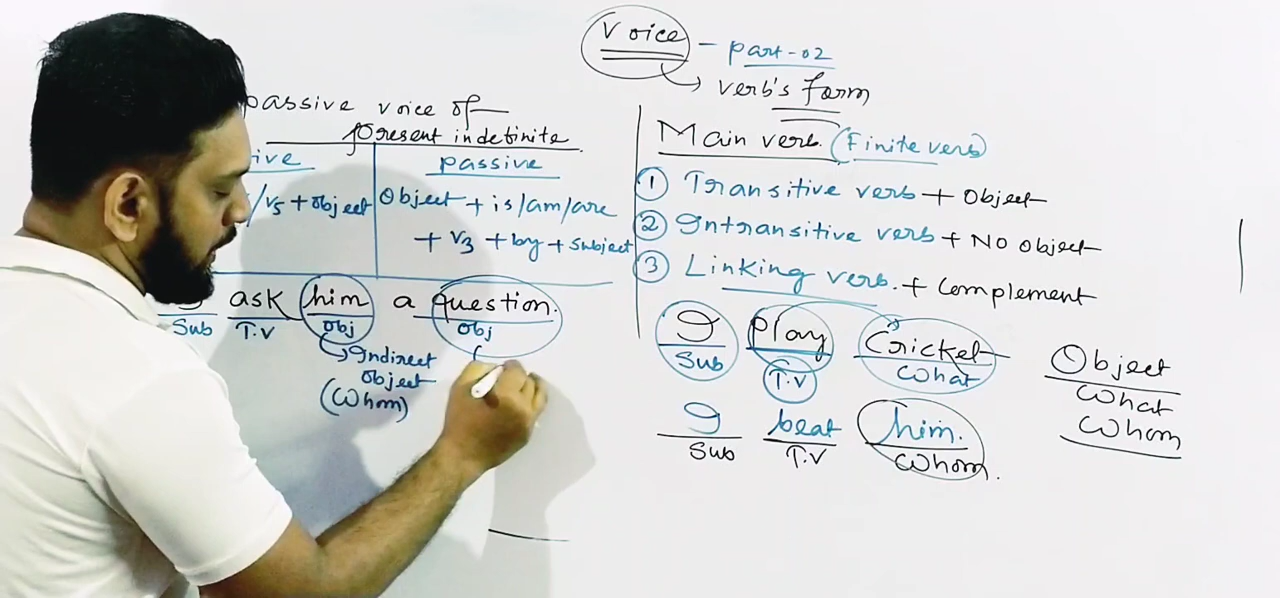 Voice - part-02
verb's form
passive voice of
present indefinite.
ive
passive
/v5 + object
Object + is/am/are
+ v3 + by + subject
I ask him a question.
Sub T.V obj obj
Indirect
object
(Whom)
Main verb. (Finite verb)
1 Transitive verb + Object
2 Intransitive verb + No object
3 Linking verb. + Complement
I play Cricket
Sub T.V What
I beat him.
Sub T.V Whom.
Object
What
Whom